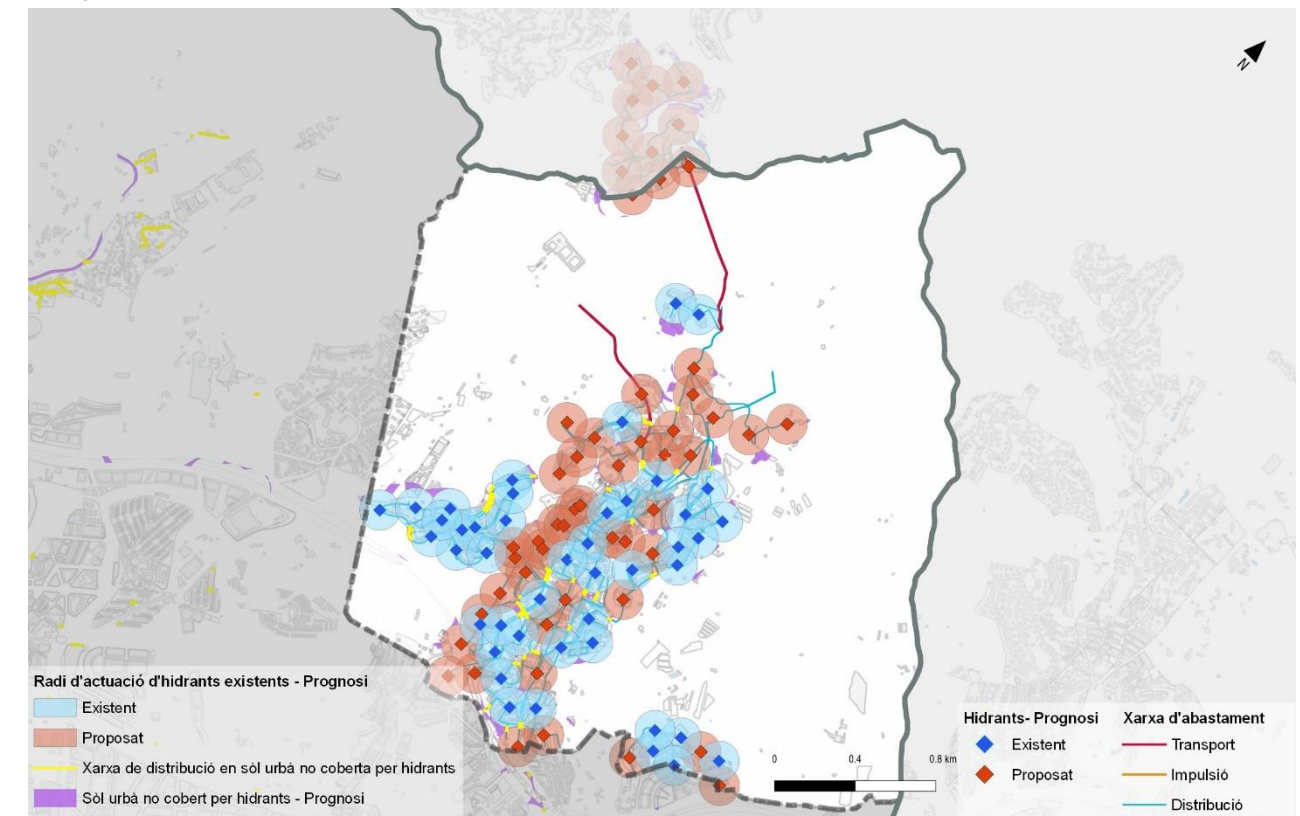 N
Radi d'actuació d'hidrants existents - Prognosi
Existent
Proposat
Xarxa de distribució en sòl urbà no coberta per hidrants
Sòl urbà no cobert per hidrants - Prognosi
0 0.4 0.8 km
Hidrants- Prognosi
Existent
Proposat
Xarxa d'abastament
Transport
Impulsió
Distribució